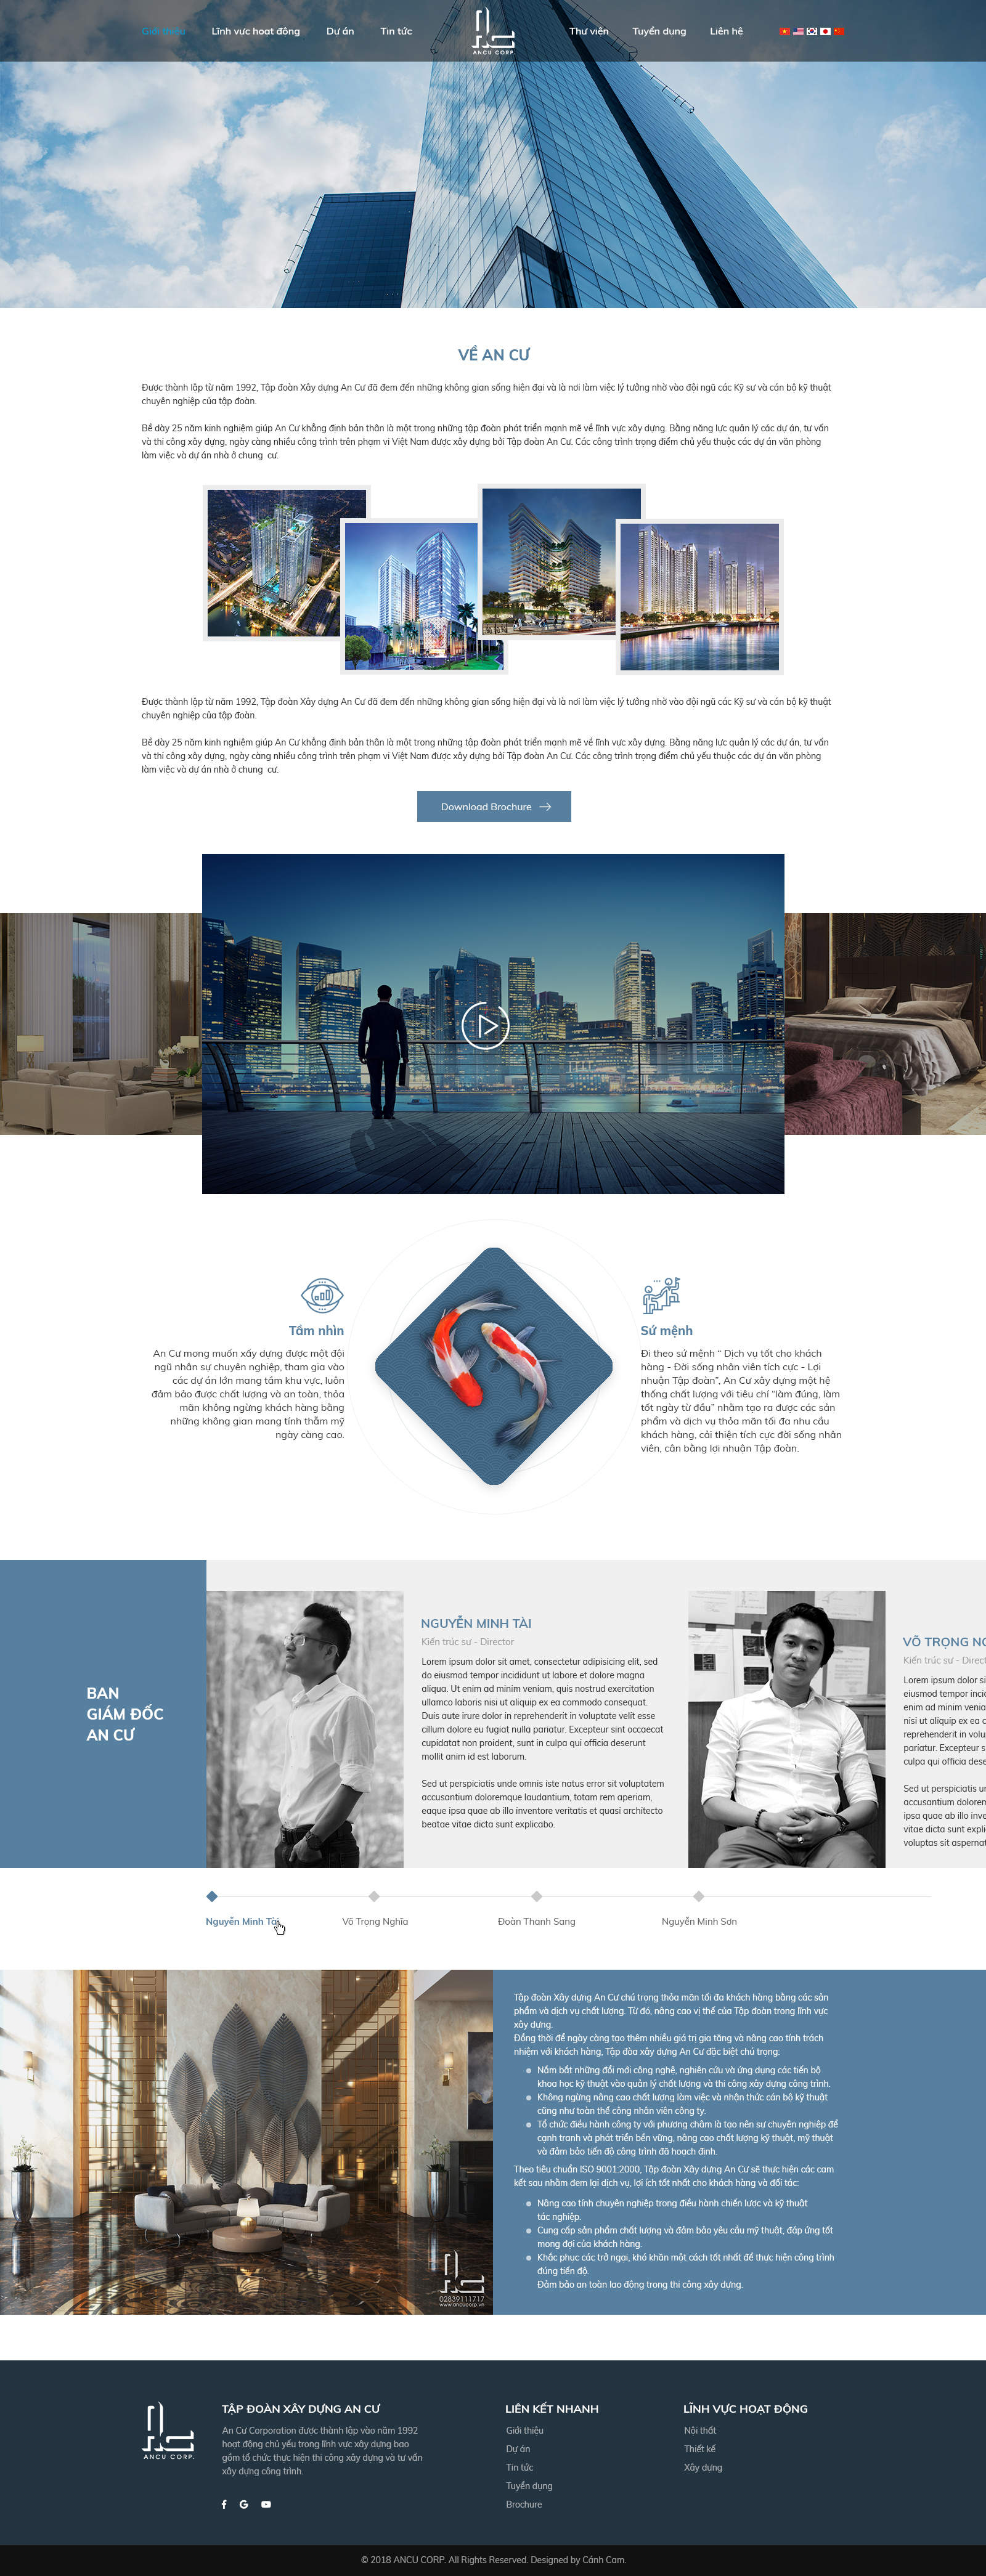 Giới thiệu
Lĩnh vực hoạt động
Dự án
Tin tức
ANCU CORP.
Thư viện
Tuyển dụng
Liên hệ
VỀ AN CƯ
Được thành lập từ năm 1992, Tập đoàn Xây dựng An Cư đã đem đến những không gian sống hiện đại và là nơi làm việc lý tưởng nhờ vào đội ngũ các Kỹ sư và cán bộ kỹ thuật
chuyên nghiệp của tập đoàn.
Bề dày 25 năm kinh nghiệm giúp An Cư khẳng định bản thân là một trong những tập đoàn phát triển mạnh mẽ về lĩnh vực xây dựng. Bằng năng lực quản lý các dự án, tư vấn
và thi công xây dựng, ngày càng nhiều công trình trên phạm vi Việt Nam được xây dựng bởi Tập đoàn An Cư. Các công trình trọng điểm chủ yếu thuộc các dự án văn phòng
làm việc và dự án nhà ở chung cư.
Được thành lập từ năm 1992, Tập đoàn Xây dựng An Cư đã đem đến những không gian sống hiện đại và là nơi làm việc lý tưởng nhờ vào đội ngũ các Kỹ sư và cán bộ kỹ thuật
chuyên nghiệp của tập đoàn.
Bề dày 25 năm kinh nghiệm giúp An Cư khẳng định bản thân là một trong những tập đoàn phát triển mạnh mẽ về lĩnh vực xây dựng. Bằng năng lực quản lý các dự án, tư vấn
và thi công xây dựng, ngày càng nhiều công trình trên phạm vi Việt Nam được xây dựng bởi Tập đoàn An Cư. Các công trình trọng điểm chủ yếu thuộc các dự án văn phòng
làm việc và dự án nhà ở chung cư.
Download Brochure
Tầm nhìn
An Cư mong muốn xấy dựng được một đội
ngũ nhân sự chuyên nghiệp, tham gia vào
các dự án lớn mang tầm khu vực, luôn
đảm bảo được chất lượng và an toàn, thỏa
mãn không ngừng khách hàng bằng
những không gian mang tính thẩm mỹ
ngày càng cao.
Sứ mệnh
Đi theo sứ mệnh “ Dịch vụ tốt cho khách
hàng - Đời sống nhân viên tích cực - Lợi
nhuận Tập đoàn”, An Cư xây dựng một hệ
thống chất lượng với tiêu chí “làm đúng, làm
tốt ngày từ đầu” nhằm tạo ra được các sản
phẩm và dịch vụ thỏa mãn tối đa nhu cầu
khách hàng, cải thiện tích cực đời sống nhân
viên, cân bằng lợi nhuận Tập đoàn.
BAN
GIÁM ĐỐC
AN CƯ
NGUYỄN MINH TÀI
Kiến trúc sư - Director
Lorem ipsum dolor sit amet, consectetur adipisicing elit, sed
do eiusmod tempor incididunt ut labore et dolore magna
aliqua. Ut enim ad minim veniam, quis nostrud exercitation
ullamco laboris nisi ut aliquip ex ea commodo consequat.
Duis aute irure dolor in reprehenderit in voluptate velit esse
cillum dolore eu fugiat nulla pariatur. Excepteur sint occaecat
cupidatat non proident, sunt in culpa qui officia deserunt
mollit anim id est laborum.
Sed ut perspiciatis unde omnis iste natus error sit voluptatem
accusantium doloremque laudantium, totam rem aperiam,
eaque ipsa quae ab illo inventore veritatis et quasi architecto
beatae vitae dicta sunt explicabo.
VÕ TRỌNG NG
Kiến trúc sư - Direct
Lorem ipsum dolor si
eiusmod tempor incid
enim ad minim venia
nisi ut aliquip ex ea c
reprehenderit in volu
pariatur. Excepteur s
culpa qui officia dese
Sed ut perspiciatis un
accusantium dolorem
ipsa quae ab illo inve
vitae dicta sunt expli
voluptas sit aspernat
Nguyễn Minh Tài
Võ Trọng Nghĩa
Đoàn Thanh Sang
Nguyễn Minh Sơn
02839111717
www.ancucorp.vn
Tập đoàn Xây dựng An Cư chú trọng thỏa mãn tối đa khách hàng bằng các sản
phẩm và dịch vụ chất lượng. Từ đó, nâng cao vị thế của Tập đoàn trong lĩnh vực
xây dựng.
Đồng thời để ngày càng tạo thêm nhiều giá trị gia tăng và nâng cao tính trách
nhiệm với khách hàng, Tập đòa xây dựng An Cư đặc biệt chú trọng:
Nắm bắt những đổi mới công nghệ, nghiên cứu và ứng dụng các tiến bộ
khoa học kỹ thuật vào quản lý chất lượng và thi công xây dựng công trình.
Không ngừng nâng cao chất lượng làm việc và nhận thức cán bộ kỹ thuật
cũng như toàn thể công nhân viên công ty.
Tổ chức điều hành công ty với phương châm là tạo nên sự chuyên nghiệp để
cạnh tranh và phát triển bền vững, nâng cao chất lượng kỹ thuật, mỹ thuật
và đảm bảo tiến độ công trình đã hoạch định.
Theo tiêu chuẩn ISO 9001:2000, Tập đoàn Xây dựng An Cư sẽ thực hiện các cam
kết sau nhằm đem lại dịch vụ, lợi ích tốt nhất cho khách hàng và đối tác:
Nâng cao tính chuyên nghiệp trong điều hành chiến lược và kỹ thuật
tác nghiệp.
Cung cấp sản phẩm chất lượng và đảm bảo yêu cầu mỹ thuật, đáp ứng tốt
mong đợi của khách hàng.
Khắc phục các trở ngại, khó khăn một cách tốt nhất để thực hiện công trình
đúng tiến độ.
Đảm bảo an toàn lao động trong thi công xây dựng.
ANCU CORP.
TẬP ĐOÀN XÂY DỰNG AN CƯ
An Cư Corporation được thành lập vào năm 1992
hoạt động chủ yếu trong lĩnh vực xây dựng bao
gồm tổ chức thực hiện thi công xây dựng và tư vấn
xây dựng công trình.
LIÊN KẾT NHANH
Giới thiệu
Dự án
Tin tức
Tuyển dụng
Brochure
LĨNH VỰC HOẠT ĐỘNG
Nội thất
Thiết kế
Xây dựng
© 2018 ANCU CORP. All Rights Reserved. Designed by Cánh Cam.